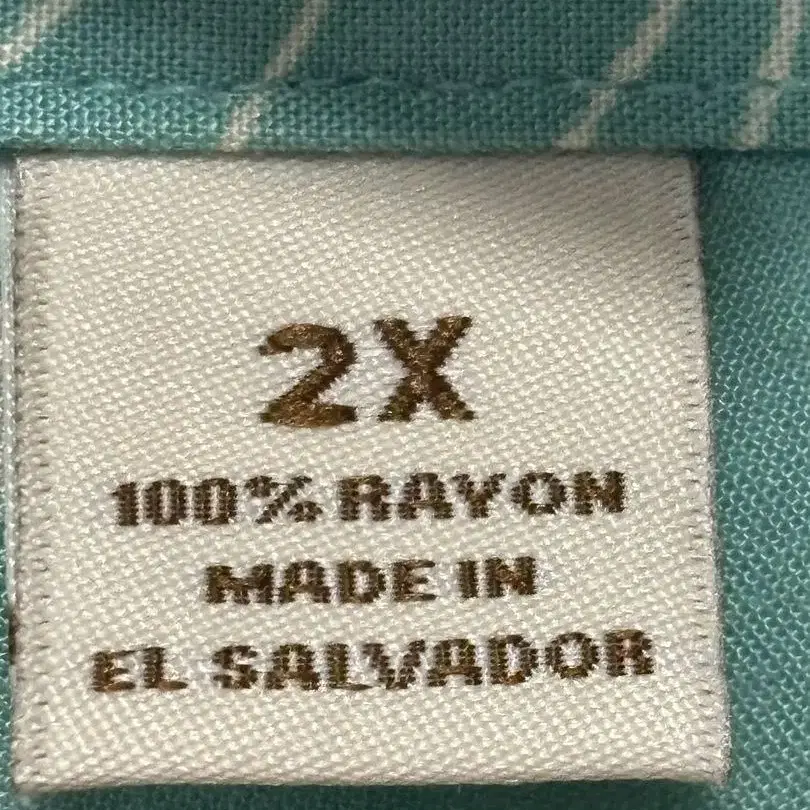 2X
100% RAYON
MADE IN
EL SALVADOR